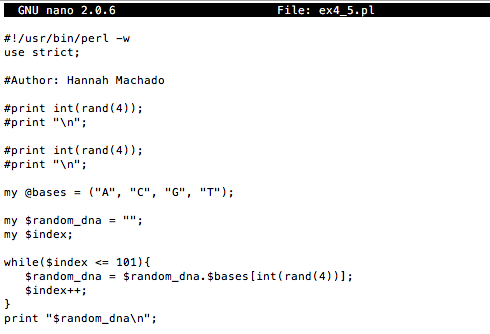 GNU nano 2.0.6 File: ex4_5.pl
#!/usr/bin/perl -w
use strict;
#Author: Hannah Machado
#print int(rand(4));
#print "\n";
#print int(rand(4));
#print "\n";
my @bases = ("A", "C", "G", "T");
my $random_dna = "";
my $index;
while($index <= 101){
   $random_dna = $random_dna.$bases[int(rand(4))];
   $index++;
}
print "$random_dna\n";